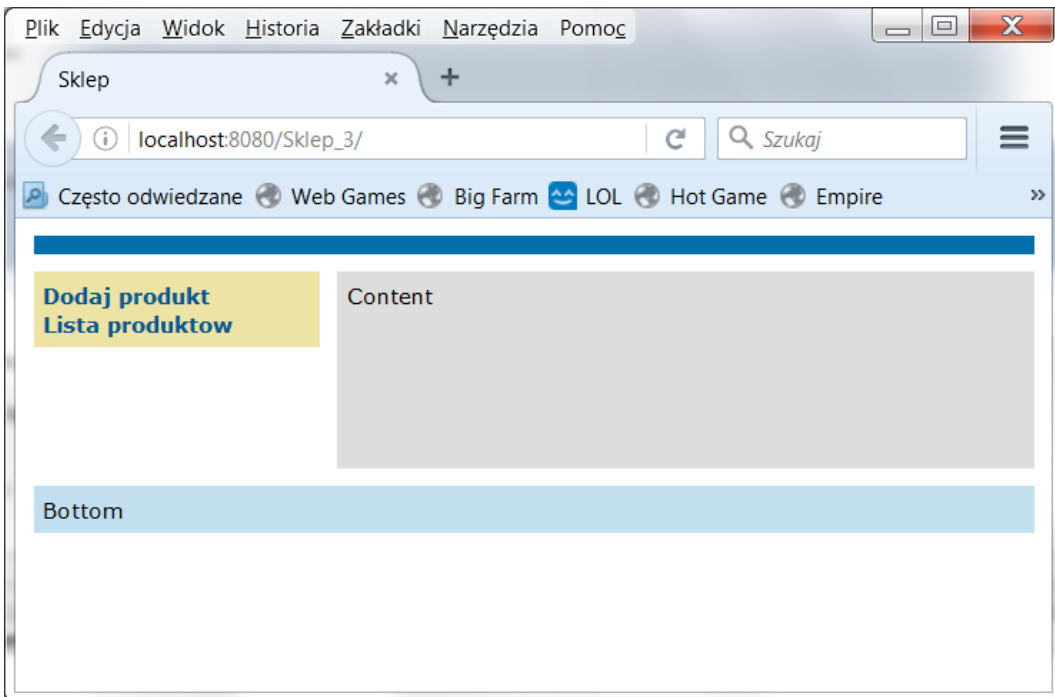 Plik Edycja Widok Historia Zakładki Narzędzia Pomoc
Sklep
localhost:8080/Sklep_3/ Szukaj
Często odwiedzane Web Games Big Farm LOL Hot Game Empire
Dodaj produkt
Lista produktow
Content
Bottom